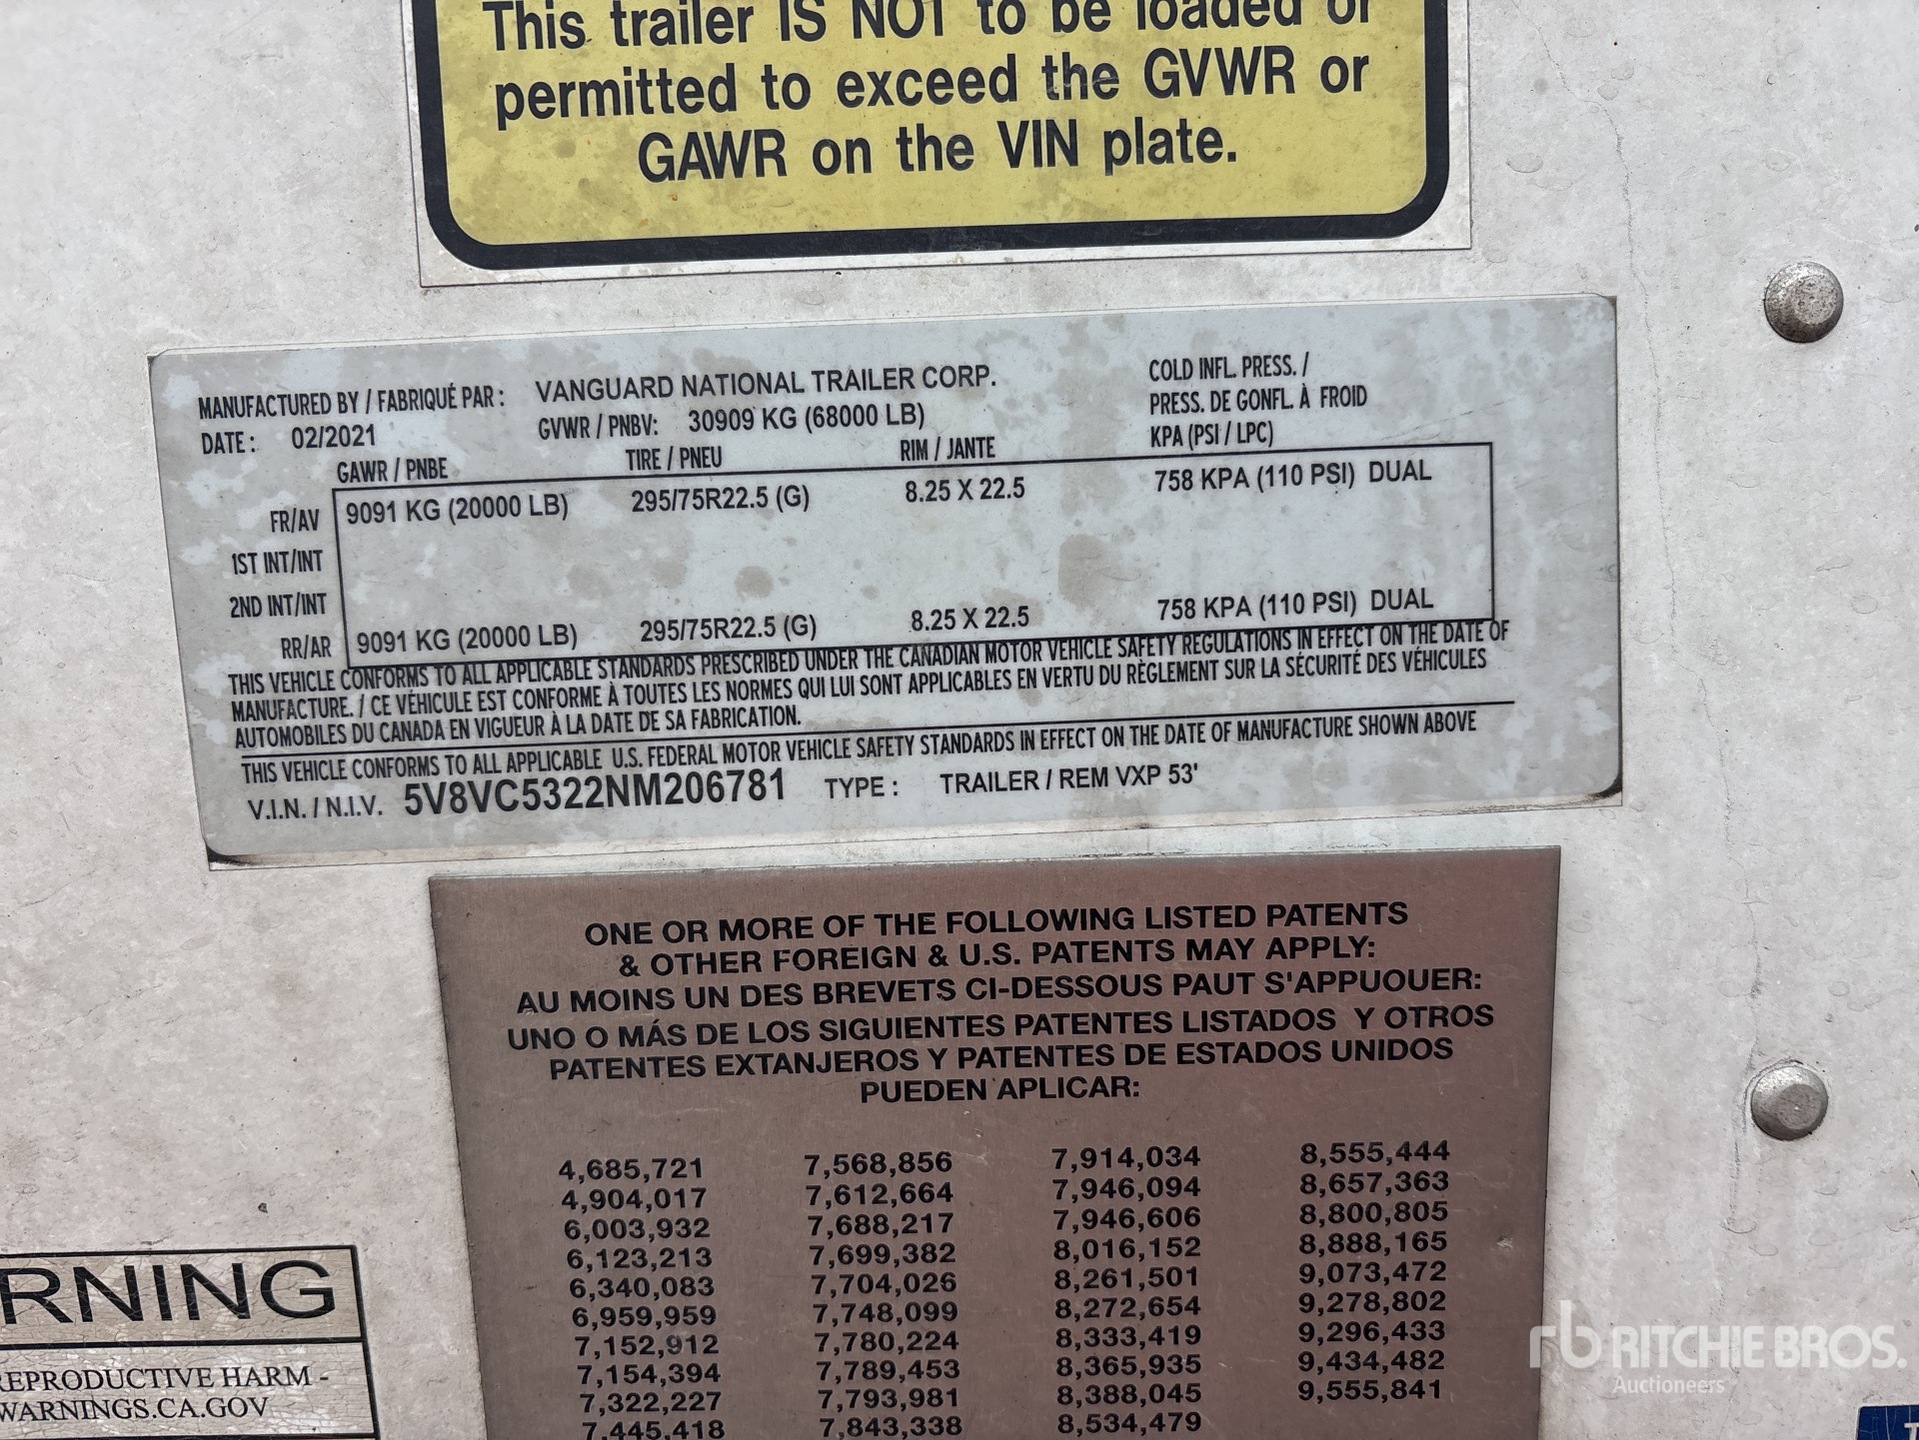 This trailer IS NOT to be loaded or
permitted to exceed the GVWR or
GAWR on the VIN plate.
MANUFACTURED BY / FABRIQUÉ PAR : VANGUARD NATIONAL TRAILER CORP.
COLD INFL. PRESS. /
PRESS. DE GONFL. À FROID
KPA (PSI / LPC)
DATE : 02/2021 GVWR / PNBV: 30909 KG (68000 LB)
GAWR / PNBE TIRE / PNEU RIM / JANTE
FR/AV 9091 KG (20000 LB) 295/75R22.5 (G) 8.25 X 22.5 758 KPA (110 PSI) DUAL
1ST INT/INT
2ND INT/INT
RR/AR 9091 KG (20000 LB) 295/75R22.5 (G) 8.25 X 22.5 758 KPA (110 PSI) DUAL
THIS VEHICLE CONFORMS TO ALL APPLICABLE STANDARDS PRESCRIBED UNDER THE CANADIAN MOTOR VEHICLE SAFETY REGULATIONS IN EFFECT ON THE DATE OF
MANUFACTURE. / CE VÉHICULE EST CONFORME À TOUTES LES NORMES QUI LUI SONT APPLICABLES EN VERTU DU RÈGLEMENT SUR LA SÉCURITÉ DES VÉHICULES
AUTOMOBILES DU CANADA EN VIGUEUR À LA DATE DE SA FABRICATION.
THIS VEHICLE CONFORMS TO ALL APPLICABLE U.S. FEDERAL MOTOR VEHICLE SAFETY STANDARDS IN EFFECT ON THE DATE OF MANUFACTURE SHOWN ABOVE
V.I.N. / N.I.V. 5V8VC5322NM206781 TYPE : TRAILER / REM VXP 53'
ONE OR MORE OF THE FOLLOWING LISTED PATENTS
& OTHER FOREIGN & U.S. PATENTS MAY APPLY:
AU MOINS UN DES BREVETS CI-DESSOUS PAUT S'APPUOUER:
UNO O MÁS DE LOS SIGUIENTES PATENTES LISTADOS Y OTROS
PATENTES EXTANJEROS Y PATENTES DE ESTADOS UNIDOS
PUEDEN APLICAR:
4,685,721 7,568,856 7,914,034 8,555,444
4,904,017 7,612,664 7,946,094 8,657,363
6,003,932 7,688,217 7,946,606 8,800,805
6,123,213 7,699,382 8,016,152 8,888,165
6,340,083 7,704,026 8,261,501 9,073,472
6,959,959 7,748,099 8,272,654 9,278,802
7,152,912 7,780,224 8,333,419 9,296,433
7,154,394 7,789,453 8,365,935 9,434,482
7,322,227 7,793,981 8,388,045 9,555,841
7,445,418 7,843,338 8,534,479
RNING
REPRODUCTIVE HARM -
WARNINGS.CA.GOV
rb RITCHIE BROS.
Auctioneers